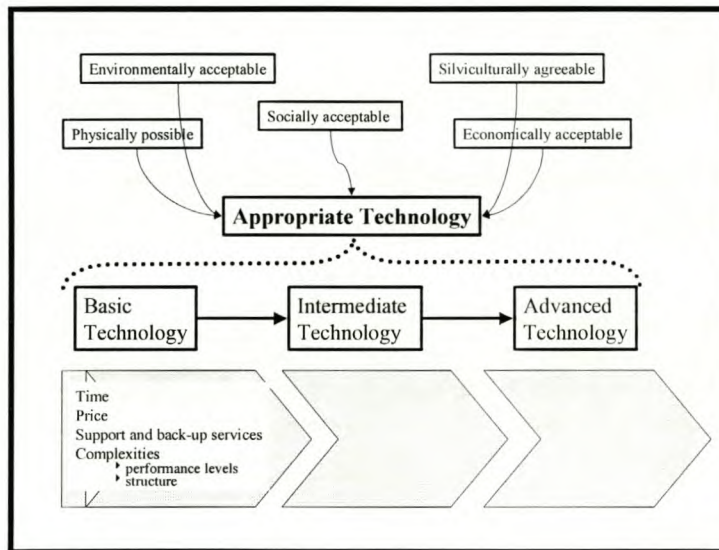 Environmentally acceptable
Silviculturally agreeable
Socially acceptable
Physically possible
Economically acceptable
Appropriate Technology
Basic
Technology
Intermediate
Technology
Advanced
Technology
Time
Price
Support and back-up services
Complexities
performance levels
structure